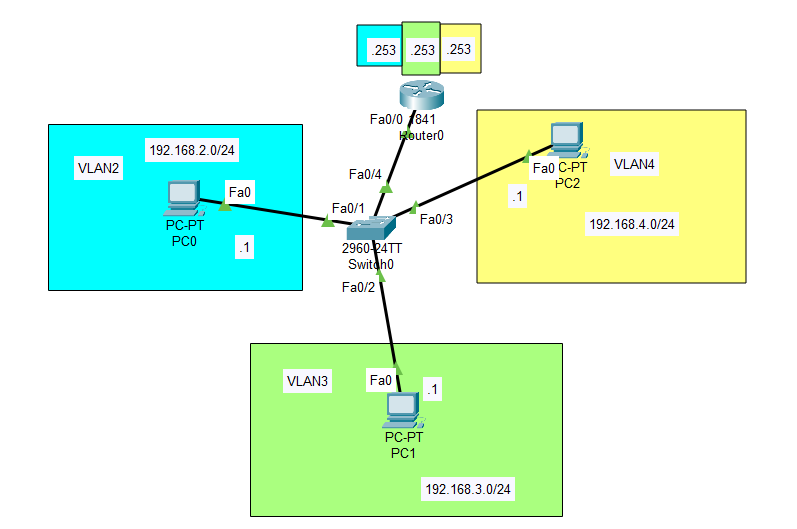 .253
.253
.253
Fa0/0
1841
Router0
192.168.2.0/24
VLAN2
Fa0
PC-PT
PC0
.1
Fa0/1
Fa0/4
Fa0/3
2960-24TT
Switch0
Fa0/2
Fa0
C-PT
PC2
VLAN4
.1
192.168.4.0/24
VLAN3
Fa0
.1
PC-PT
PC1
192.168.3.0/24